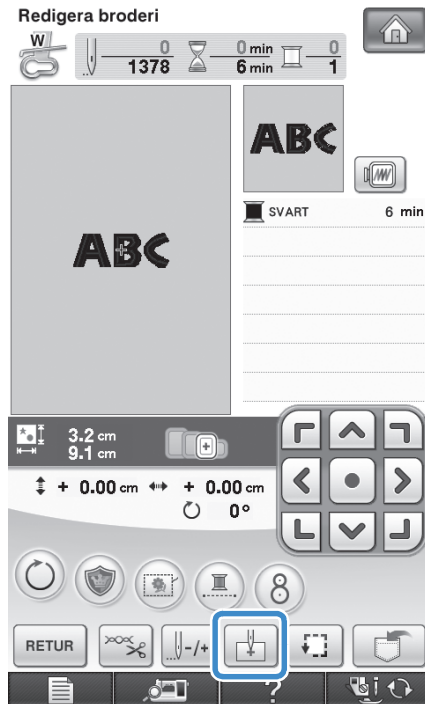 Redigera broderi
W
0 0 min 0
1378 6 min 1
ABC
ABC
SVART 6 min
3.2 cm
9.1 cm
+ 0.00 cm + 0.00 cm
0°
8
RETUR -/+
?